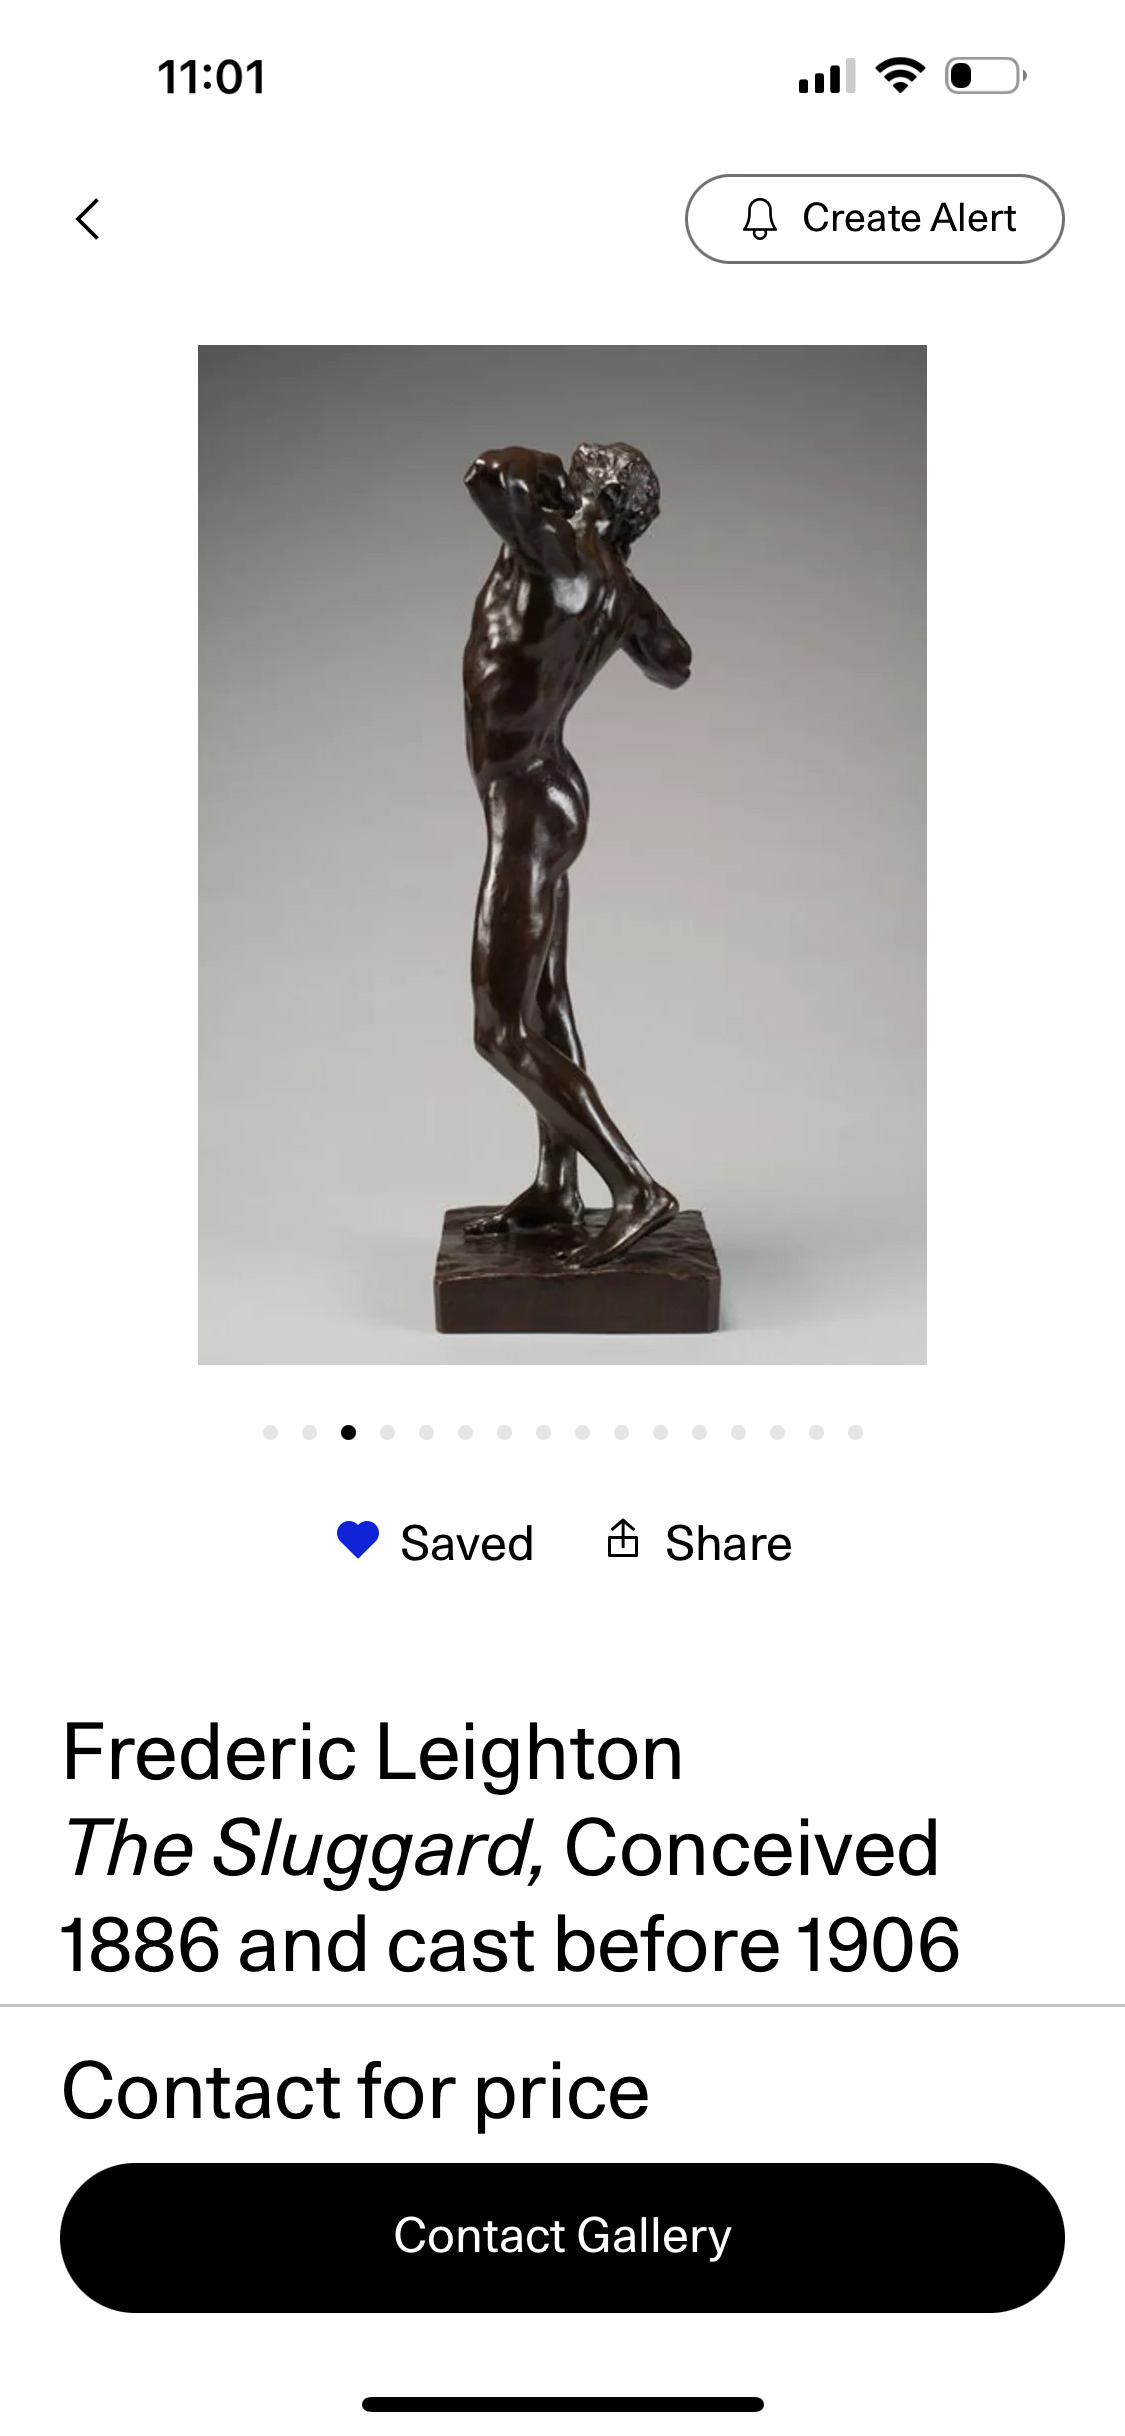 11:01
Create Alert
Saved
Share
Frederic Leighton
The Sluggard, Conceived
1886 and cast before 1906
Contact for price
Contact Gallery